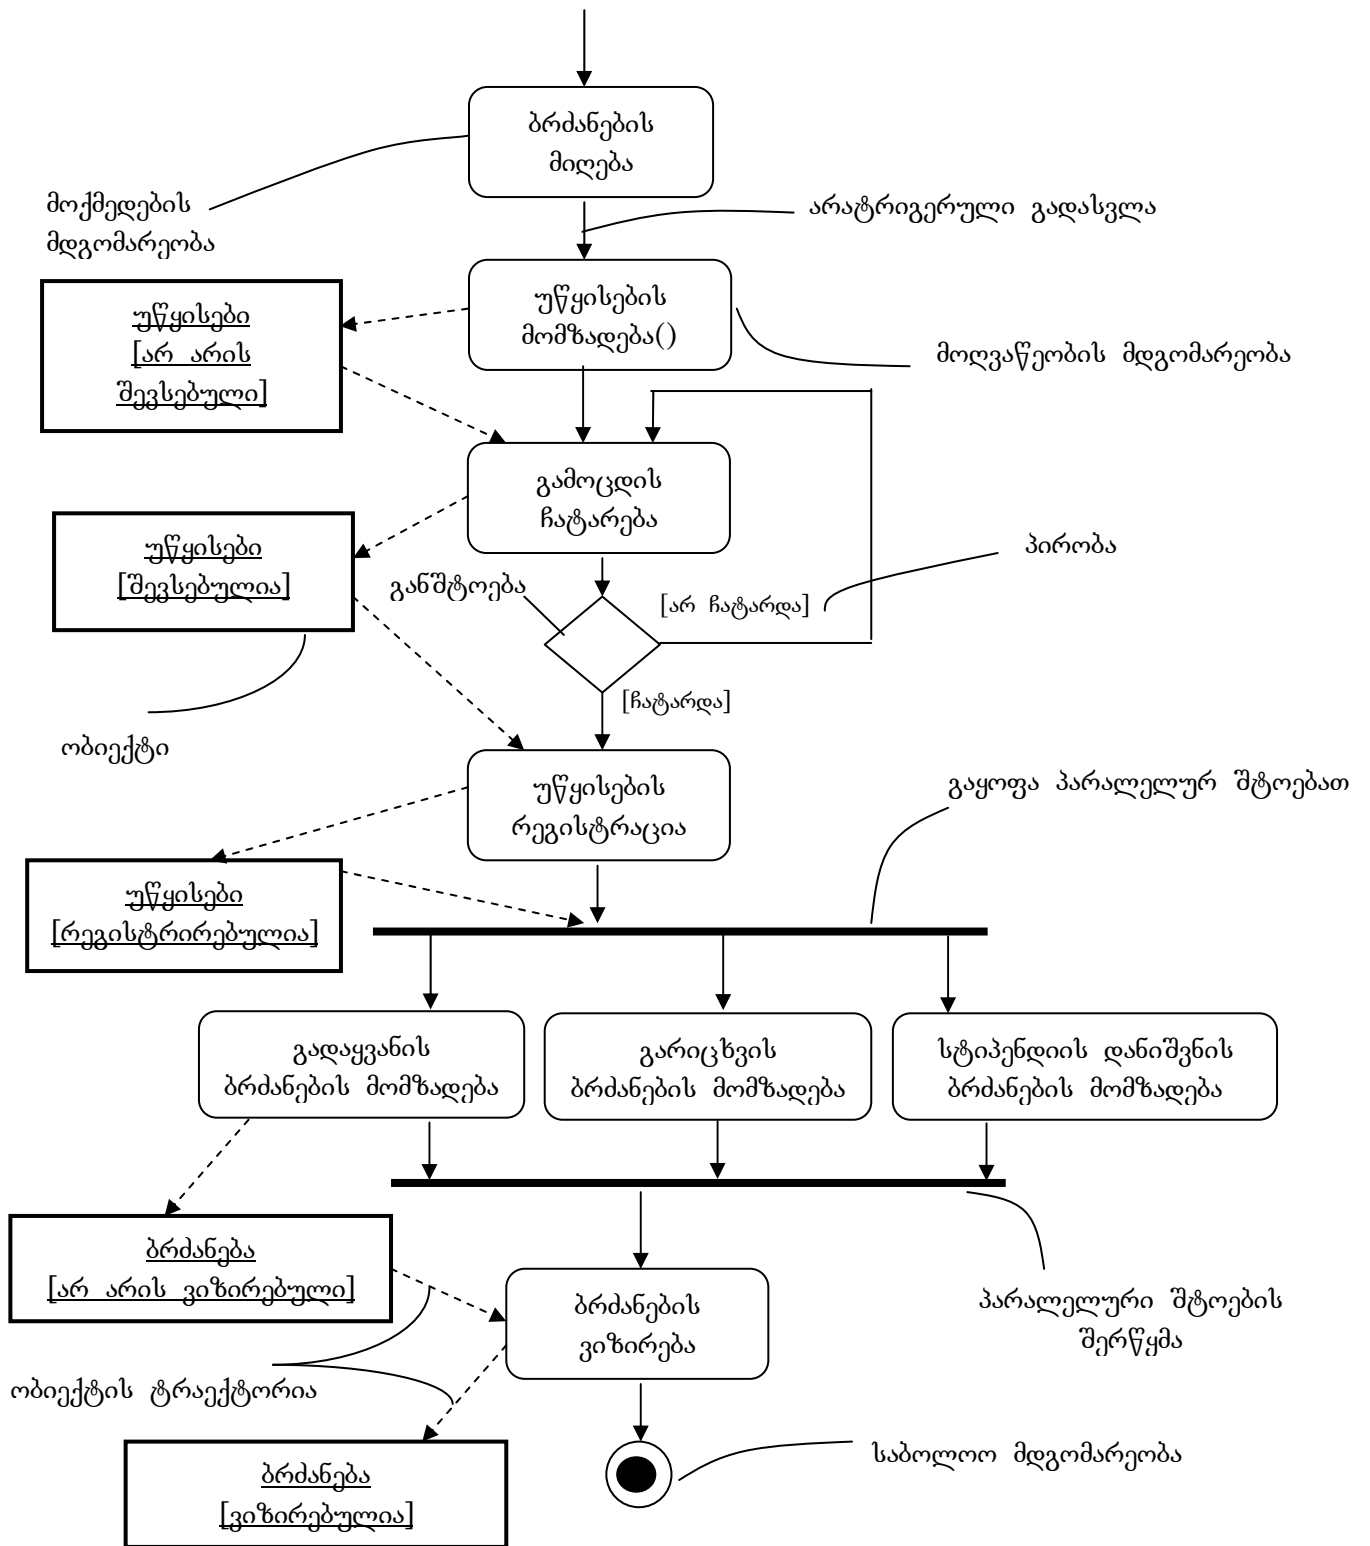 ბრძანების
მიღება
მოქმედების
მდგომარეობა
არატრიგერული გადასვლა
უწყისების
მომზადება()
უწყისები
[არ არის
შევსებული]
მოღვაწეობის მდგომარეობა
გამოცდის
ჩატარება
უწყისები
[შევსებულია]
პირობა
განშტოება
[არ ჩატარდა]
[ჩატარდა]
ობიექტი
უწყისების
რეგისტრაცია
გაყოფა პარალელურ შტოებათ
უწყისები
[რეგისტრირებულია]
გადაყვანის
ბრძანების მომზადება
გარიცხვის
ბრძანების მომზადება
სტიპენდიის დანიშვნის
ბრძანების მომზადება
ბრძანება
[არ არის ვიზირებული]
ბრძანების
ვიზირება
პარალელური შტოების
შერწყმა
ობიექტის ტრაექტორია
საბოლოო მდგომარეობა
ბრძანება
[ვიზირებულია]